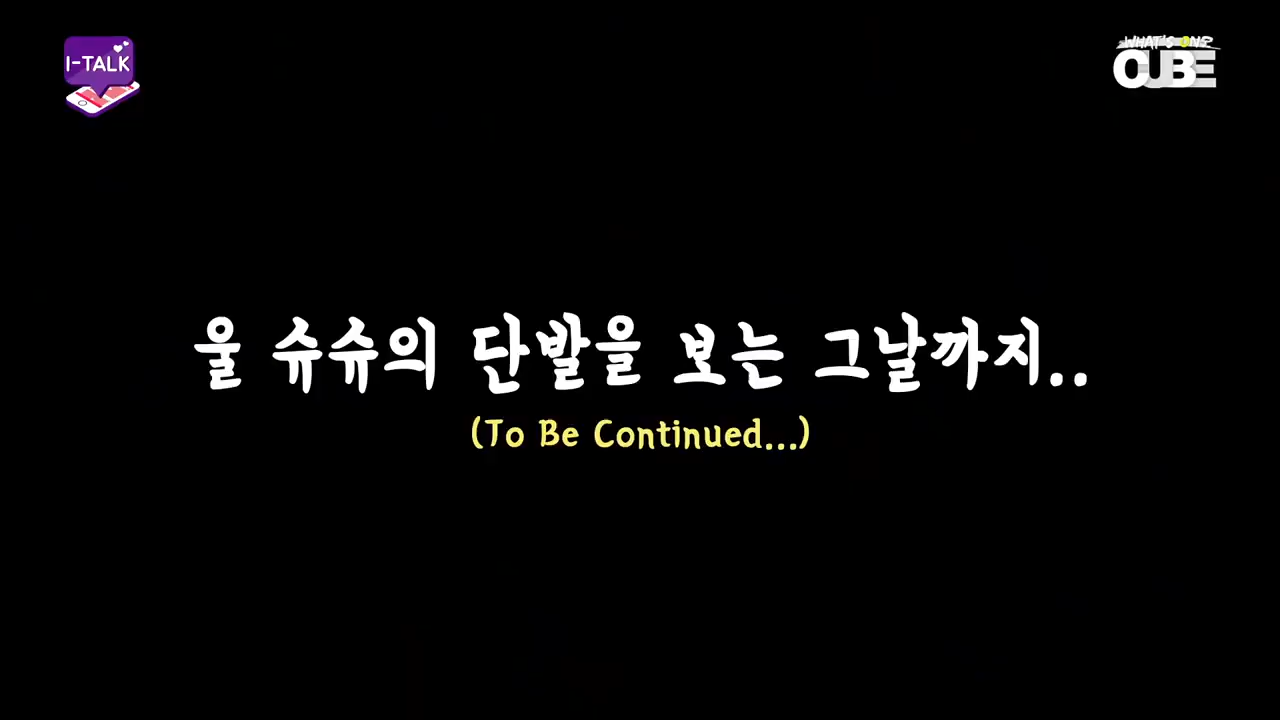 I-TALK
WHAT'S ON?
CUBE
울 슈슈의 단발을 보는 그날까지..
(To Be Continued...)